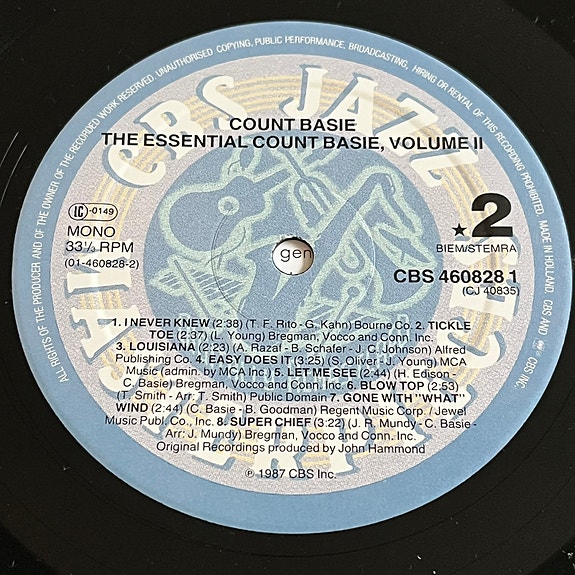 ALL RIGHTS OF THE PRODUCER AND OF THE OWNER OF THE RECORDED WORK RESERVED. UNAUTHORISED COPYING, PUBLIC PERFORMANCE, BROADCASTING, HIRING OR RENTAL OF THIS RECORDING PROHIBITED. MADE IN HOLLAND CBS AND ARE CBS INC.
CBS JAZZ
COUNT BASIE
THE ESSENTIAL COUNT BASIE, VOLUME II
LC-0149
MONO
33⅓ RPM
(01-460828-2)
gen
★2
BIEM/STEMRA
CBS 460828 1
(CJ 40835)
1. I NEVER KNEW (2:38) (T. F. Rito - G. Kahn) Bourne Co. 2. TICKLE
TOE (2:37) (L. Young) Bregman, Vocco and Conn. Inc.
3. LOUISIANA (2:23) (A. Razaf - B. Schafer - J. C. Johnson) Alfred
Publishing Co. 4. EASY DOES IT (3:25) (S. Oliver - J. Young) MCA
Music (admin. by MCA Inc.) 5. LET ME SEE (2:44) (H. Edison -
C. Basie) Bregman, Vocco and Conn. Inc. 6. BLOW TOP (2:53)
(T. Smith - Arr: T. Smith) Public Domain 7. GONE WITH "WHAT"
WIND (2:44) (C. Basie - B. Goodman) Regent Music Corp. / Jewel
Music Publ. Co., Inc. 8. SUPER CHIEF (3:22) (J. R. Mundy - C. Basie -
Arr: J. Mundy) Bregman, Vocco and Conn. Inc.
Original Recordings produced by John Hammond
℗ 1987 CBS Inc.